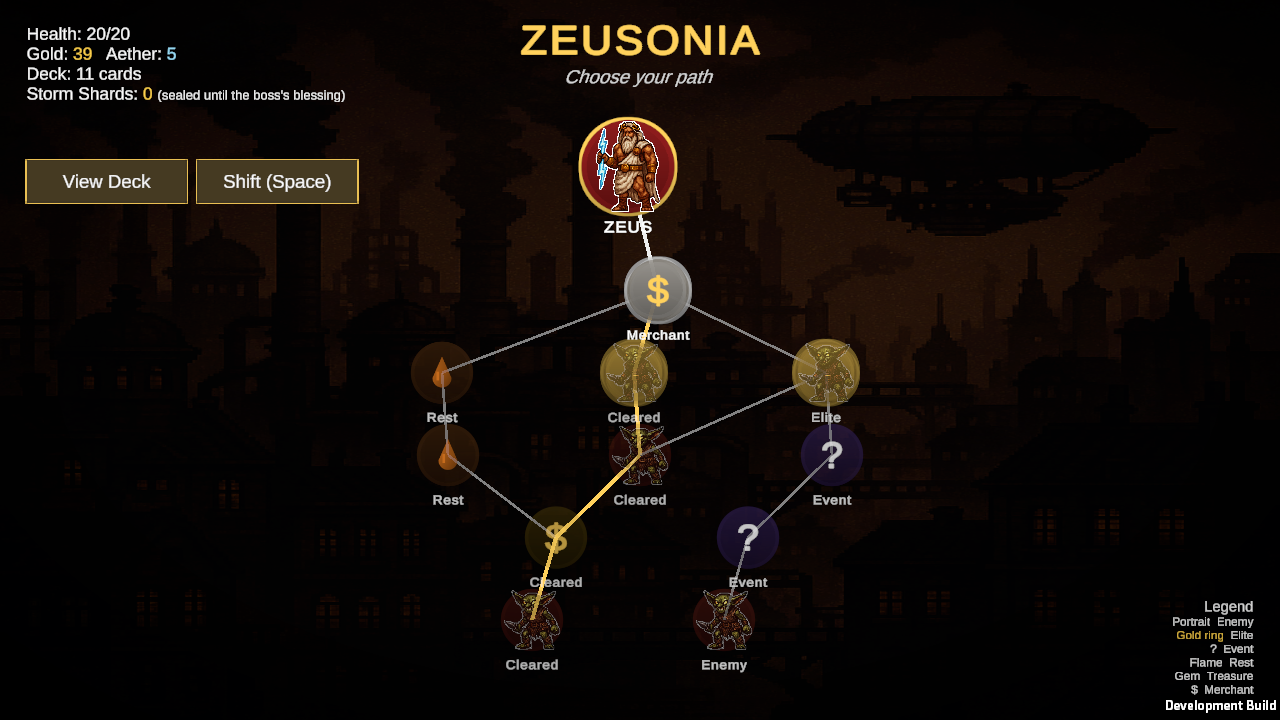 Health: 20/20
Gold: 39 Aether: 5
Deck: 11 cards
Storm Shards: 0 (sealed until the boss's blessing)
ZEUSONIA
Choose your path
View Deck
Shift (Space)
ZEUS
$
Merchant
Rest
Cleared
Elite
?
Rest
Cleared
Event
$
?
Cleared
Event
Cleared
Enemy
Legend
Portrait Enemy
Gold ring Elite
? Event
Flame Rest
Gem Treasure
$ Merchant
Development Build